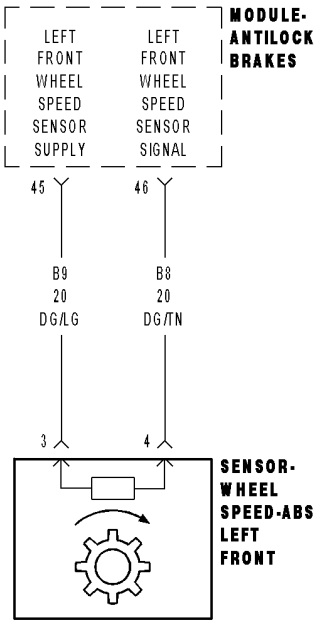 MODULE-
ANTILOCK
BRAKES
LEFT
FRONT
WHEEL
SPEED
SENSOR
SUPPLY
LEFT
FRONT
WHEEL
SPEED
SENSOR
SIGNAL
45
46
B9
20
DG/LG
B8
20
DG/TN
3
4
SENSOR-
WHEEL
SPEED-ABS
LEFT
FRONT